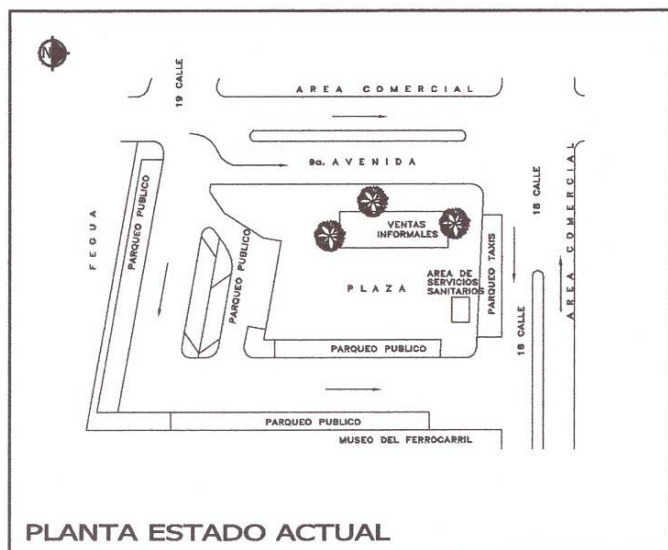 N
19 CALLE
AREA COMERCIAL
9a. AVENIDA
FEGUA
PARQUEO PUBLICO
PARQUEO PUBLICO
VENTAS
INFORMALES
PLAZA
AREA DE
SERVICIOS
SANITARIOS
PARQUEO TAXIS
18 CALLE
18 CALLE
AREA COMERCIAL
PARQUEO PUBLICO
PARQUEO PUBLICO
MUSEO DEL FERROCARRIL
PLANTA ESTADO ACTUAL